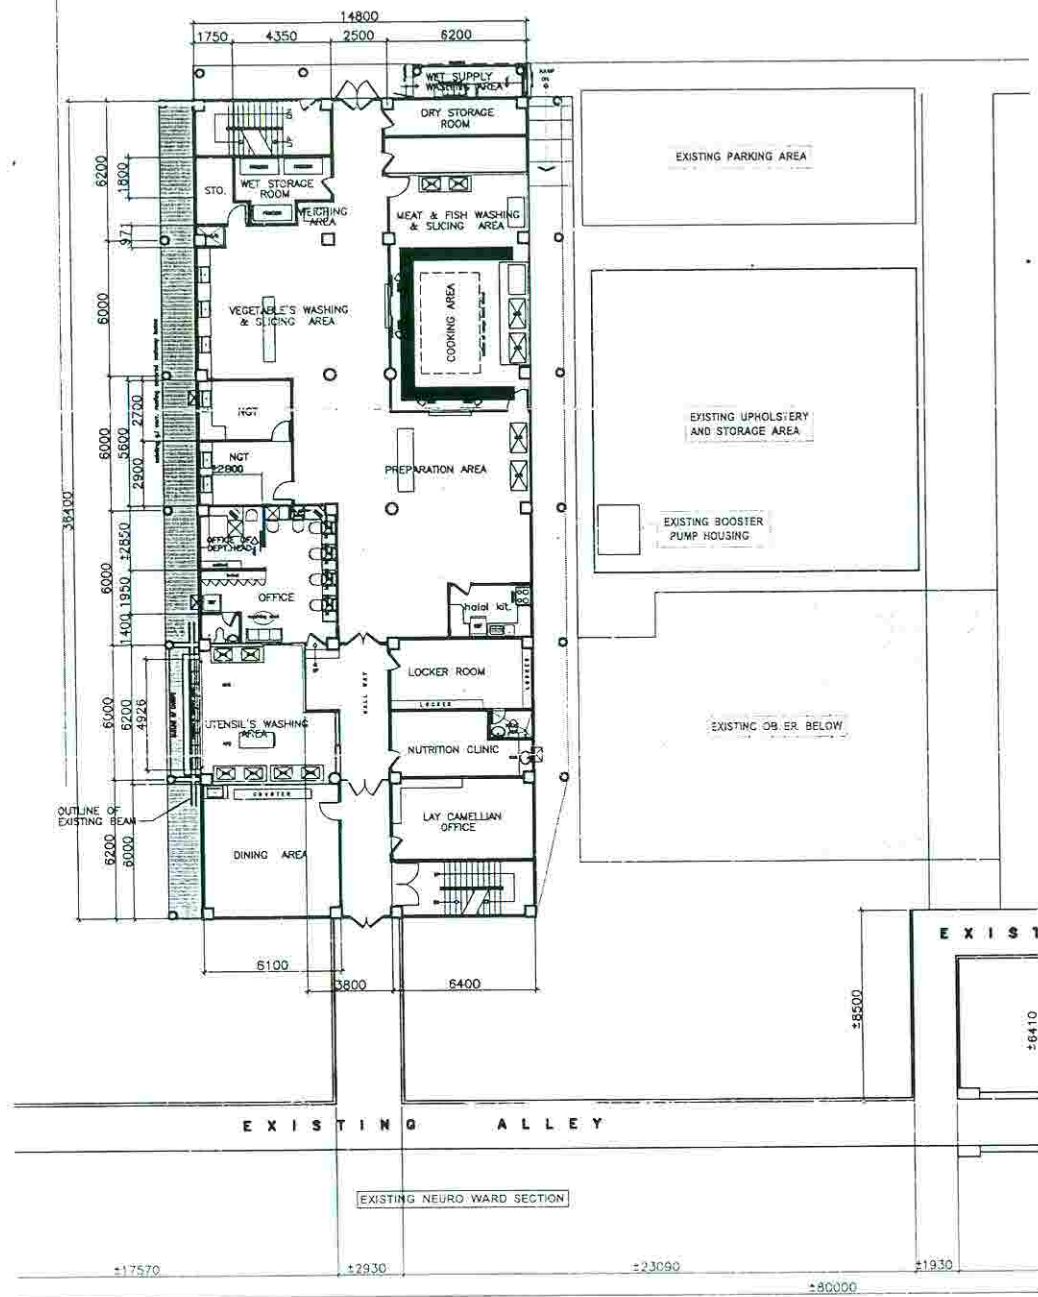 14800
1750 4350 2500 6200
WET SUPPLY
WASHING AREA
DRY STORAGE
ROOM
EXISTING PARKING AREA
6200
1800
STO.
WET STORAGE
ROOM
WEIGHING
AREA
MEAT & FISH WASHING
& SLICING AREA
971
6000
VEGETABLE'S WASHING
& SLICING AREA
COOKING AREA
2700
NGT
EXISTING UPHOLSTERY
AND STORAGE AREA
6000
5600
NGT
±2800
2900
PREPARATION AREA
38400
EXISTING BOOSTER
PUMP HOUSING
OFFICE OF
DEPT.HEAD
±2850
6000
1950
OFFICE
halal kit.
1400
LOCKER ROOM
LOCKER
LOCKER
HALL WAY
6000
6200
4926
UTENSIL'S WASHING
AREA
NUTRITION CLINIC
OUTLINE OF
EXISTING BEAM
COUNTER
LAY CAMELLIAN
OFFICE
6200
6000
DINING AREA
EXIST
6100
3800
6400
±8500
±6410
EXISTING ALLEY
EXISTING NEURO WARD SECTION
±17570 ±2930 ±23090 ±1930
±80000